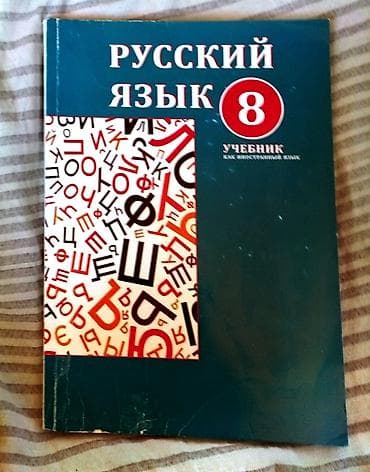 РУССКИЙ
ЯЗЫК 8
УЧЕБНИК
КАК ИНОСТРАННЫЙ ЯЗЫК